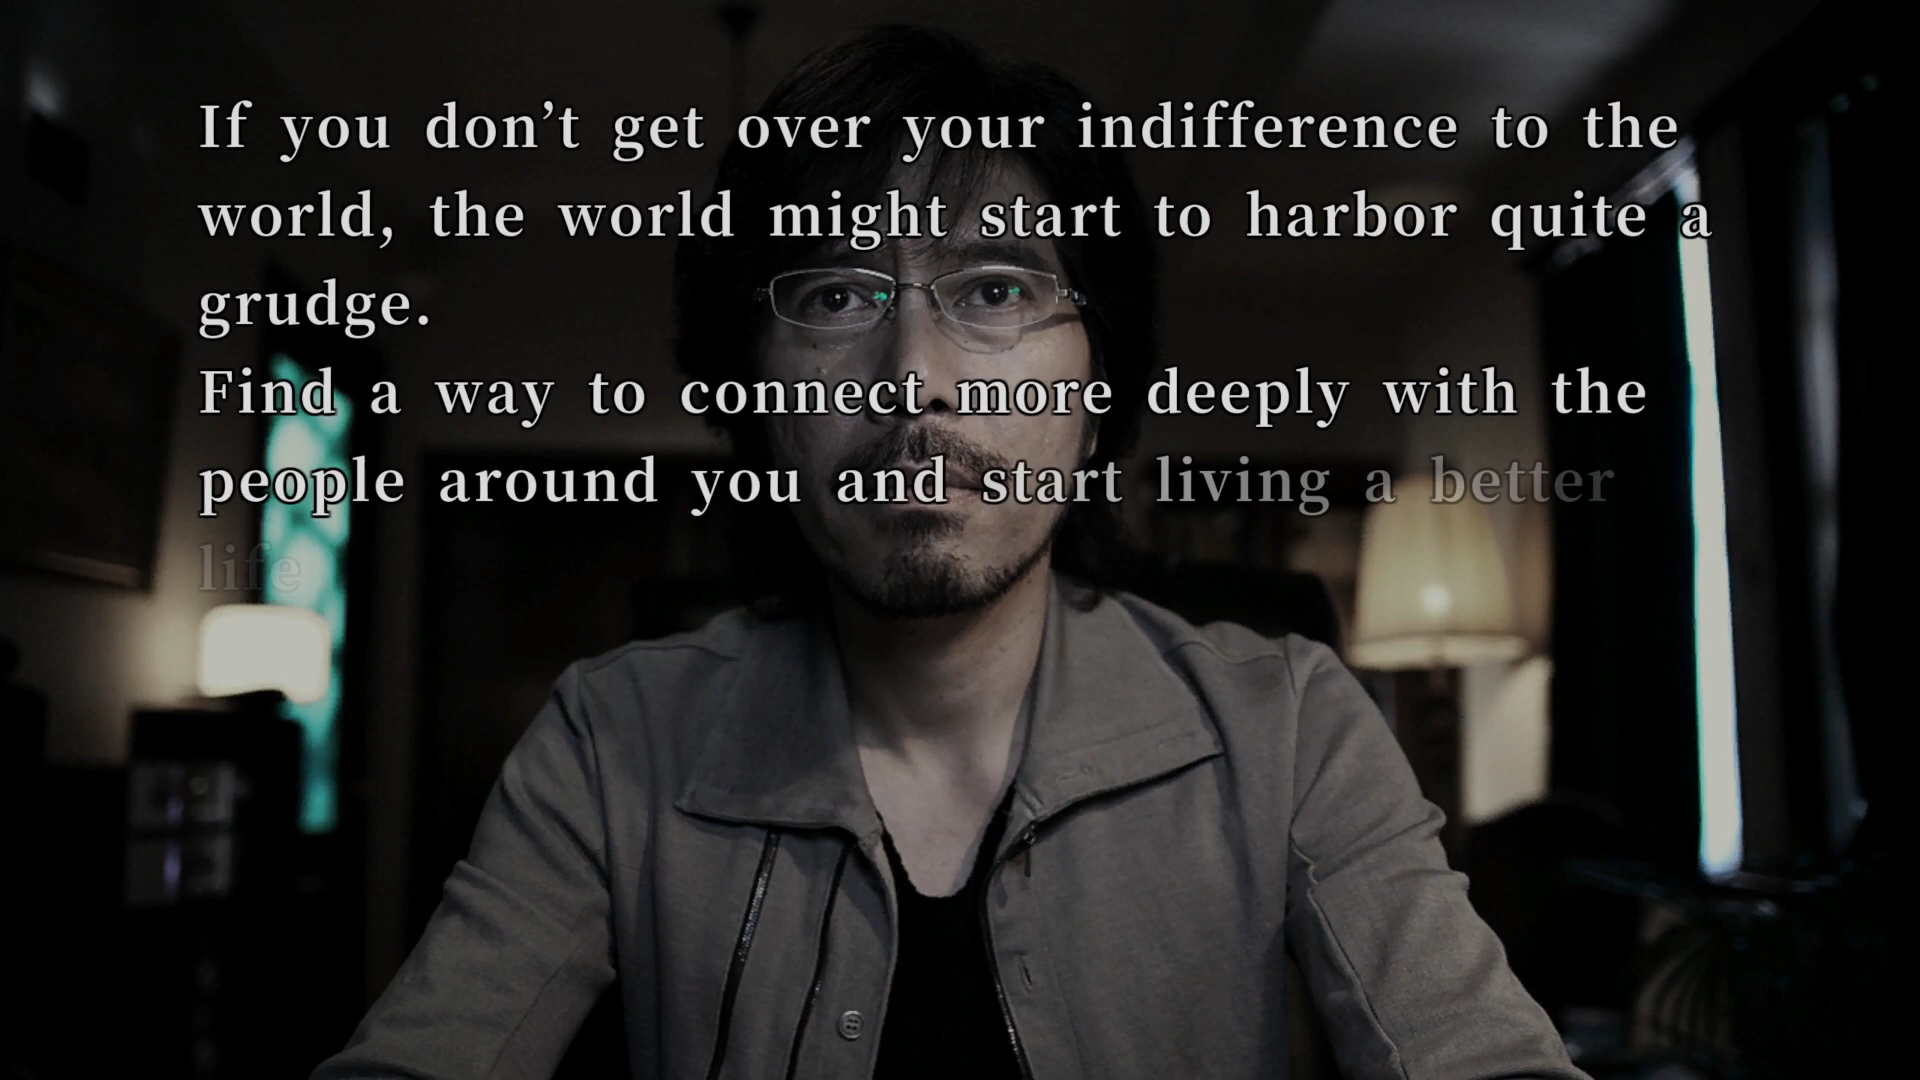 If you don’t get over your indifference to the
world, the world might start to harbor quite a
grudge.
Find a way to connect more deeply with the
people around you and start living a better
life